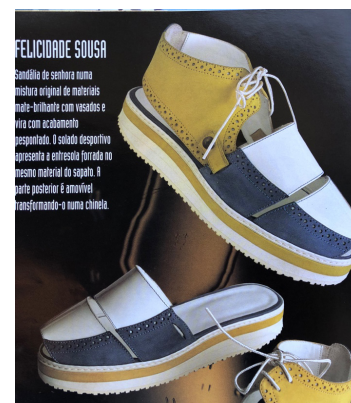 FELICIDADE SOUSA
Sandália de senhora numa
mistura original de materiais
mate-brilhante com vasados e
vira com acabamento
pespontado. O solado desportivo
apresenta a entresola forrada no
mesmo material do sapato. A
parte posterior é amovível
transformando-o numa chinela.